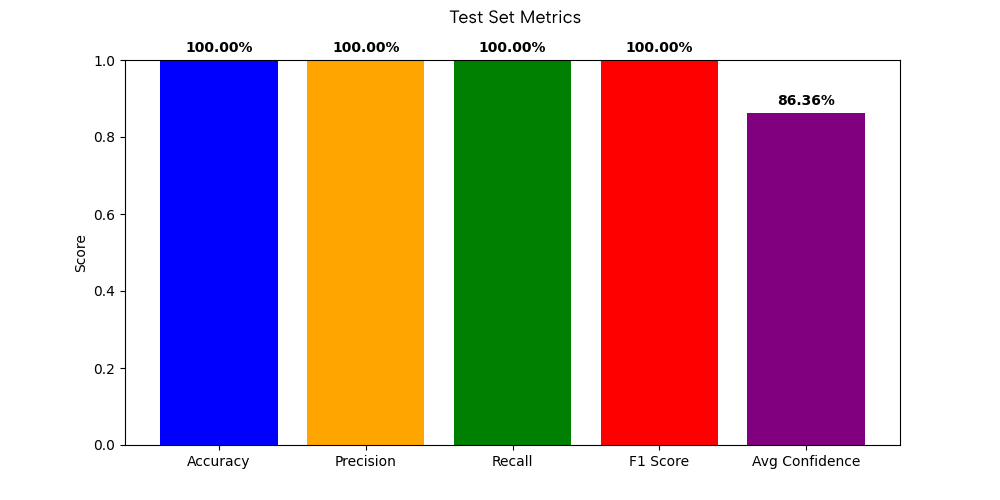 Test Set Metrics
100.00% 100.00% 100.00% 100.00%
86.36%
1.0
0.8
0.6
0.4
0.2
0.0
Score
Accuracy Precision Recall F1 Score Avg Confidence